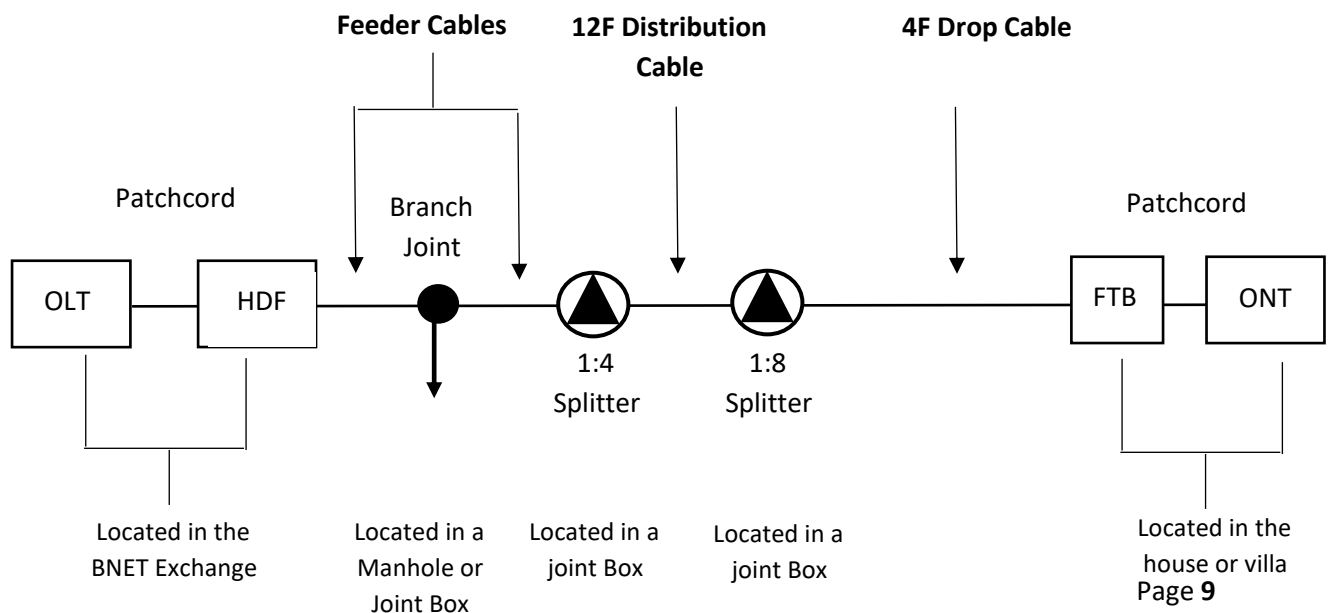 Feeder Cables
12F Distribution
Cable
4F Drop Cable
Patchcord
Branch
Joint
Patchcord
OLT
HDF
FTB
ONT
1:4
Splitter
1:8
Splitter
Located in the
BNET Exchange
Located in a
Manhole or
Joint Box
Located in a
joint Box
Located in a
joint Box
Located in the
house or villa
Page 9